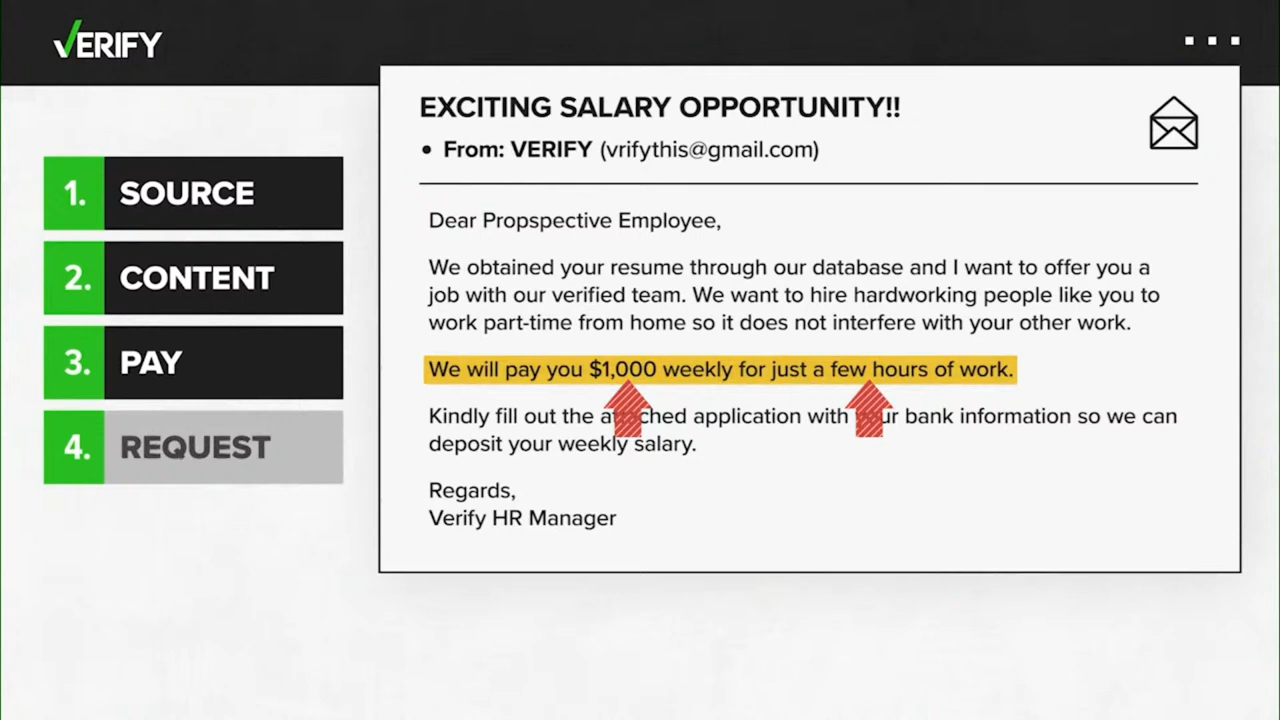 VERIFY
EXCITING SALARY OPPORTUNITY!!
• From: VERIFY (vrifythis@gmail.com)
1. SOURCE
2. CONTENT
3. PAY
4. REQUEST
Dear Propspective Employee,
We obtained your resume through our database and I want to offer you a
job with our verified team. We want to hire hardworking people like you to
work part-time from home so it does not interfere with your other work.
We will pay you $1,000 weekly for just a few hours of work.
Kindly fill out the attached application with your bank information so we can
deposit your weekly salary.
Regards,
Verify HR Manager